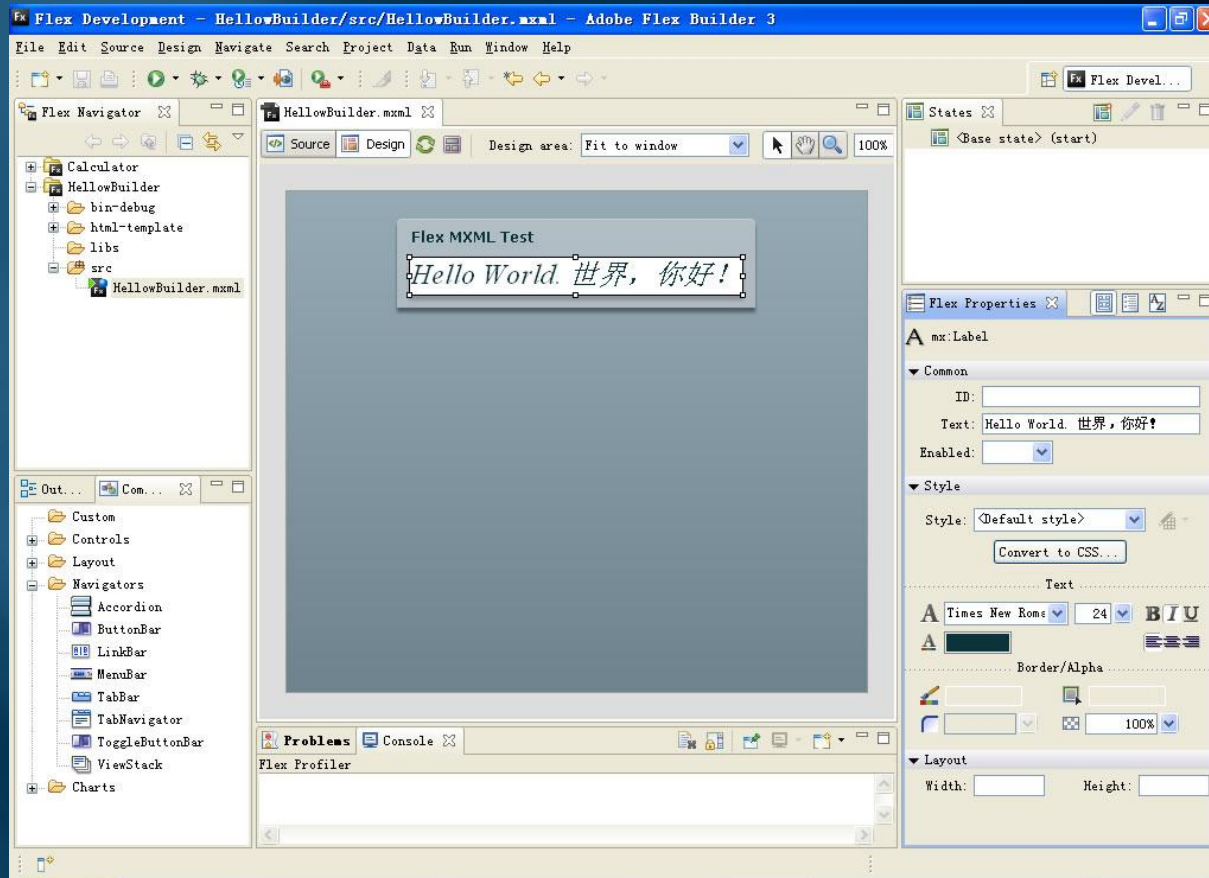 Flex Development - HellowBuilder/src/HellowBuilder.mxml - Adobe Flex Builder 3
File Edit Source Design Navigate Search Project Data Run Window Help
Flex Devel...
Flex Navigator
Calculator
HellowBuilder
bin-debug
html-template
libs
src
HellowBuilder.mxml
Out... Com...
Custom
Controls
Layout
Navigators
Accordion
ButtonBar
LinkBar
MenuBar
TabBar
TabNavigator
ToggleButtonBar
ViewStack
Charts
HellowBuilder.mxml
Source Design Design area: Fit to window 100%
Flex MXML Test
Hello World. 世界，你好！
Problems Console
Flex Profiler
States
<Base state> (start)
Flex Properties
mx:Label
Common
ID:
Text: Hello World. 世界，你好！
Enabled:
Style
Style: <Default style>
Convert to CSS...
Text
Times New Roma 24 B I U
A
Border/Alpha
100%
Layout
Width: Height: